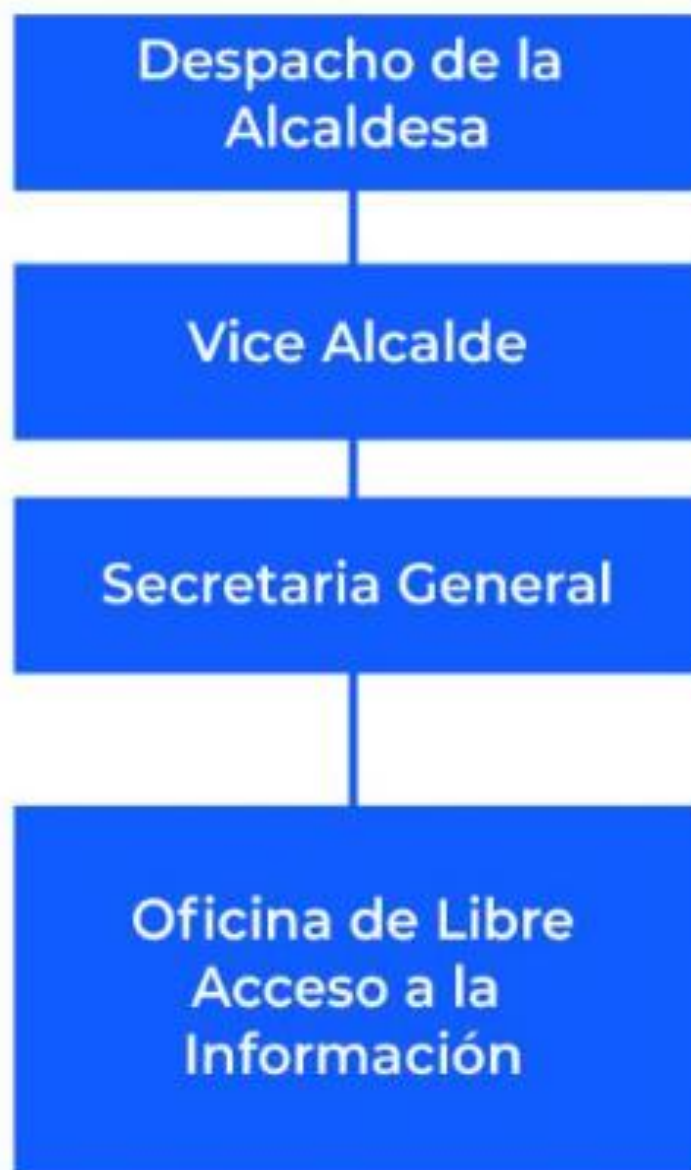 Despacho de la
Alcaldesa
Vice Alcalde
Secretaria General
Oficina de Libre
Acceso a la
Información